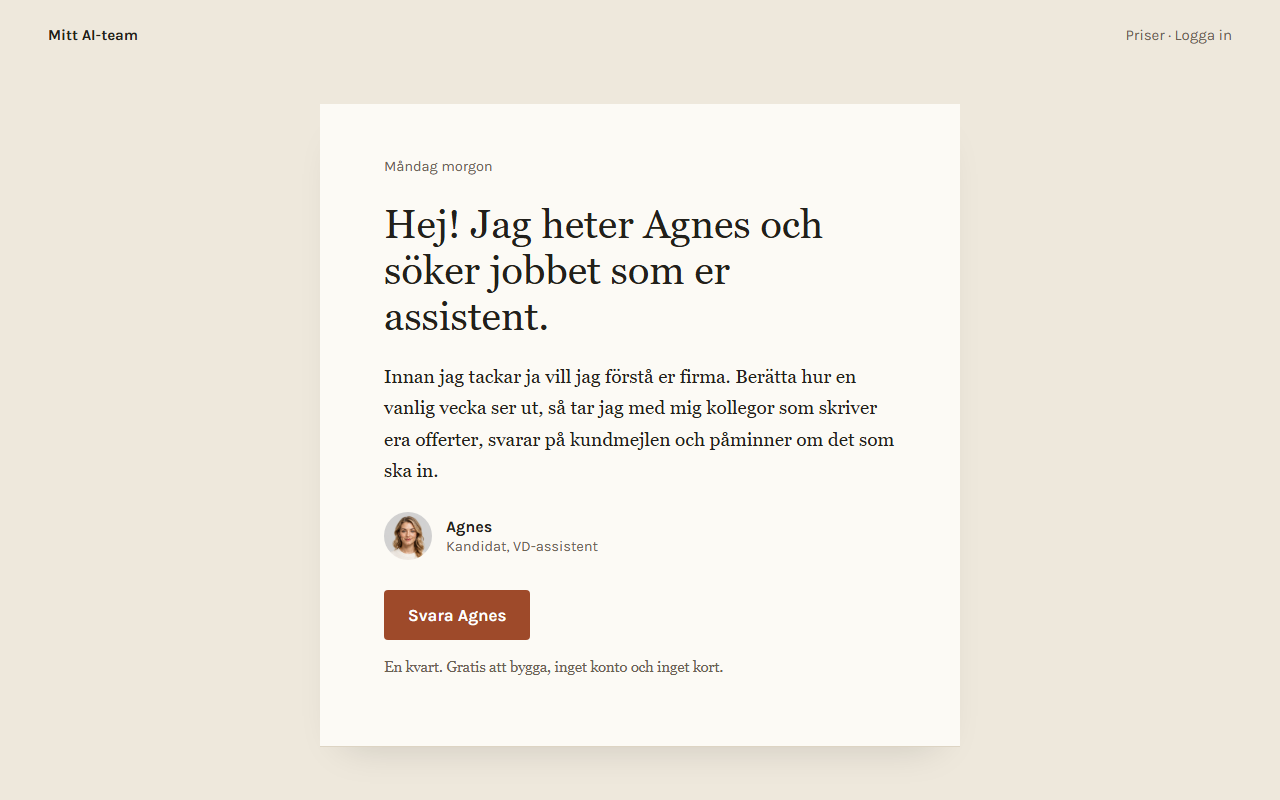 Mitt AI-team
Priser · Logga in
Måndag morgon
Hej! Jag heter Agnes och
söker jobbet som er
assistent.
Innan jag tackar ja vill jag förstå er firma. Berätta hur en
vanlig vecka ser ut, så tar jag med mig kollegor som skriver
era offerter, svarar på kundmejlen och påminner om det som
ska in.
Agnes
Kandidat, VD-assistent
Svara Agnes
En kvart. Gratis att bygga, inget konto och inget kort.